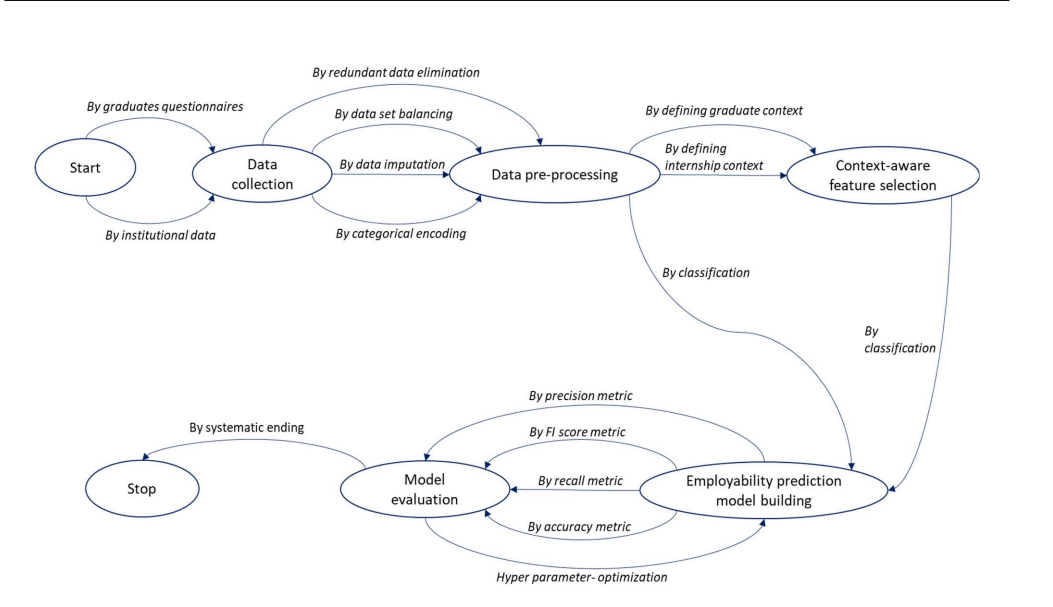 By redundant data elimination
By graduates questionnaires
By data set balancing
By defining graduate context
Start
Data
collection
By data imputation
Data pre-processing
By defining
internship context
Context-aware
feature selection
By institutional data
By categorical encoding
By classification
By
classification
By precision metric
By systematic ending
By FI score metric
Stop
Model
evaluation
By recall metric
Employability prediction
model building
By accuracy metric
Hyper parameter- optimization